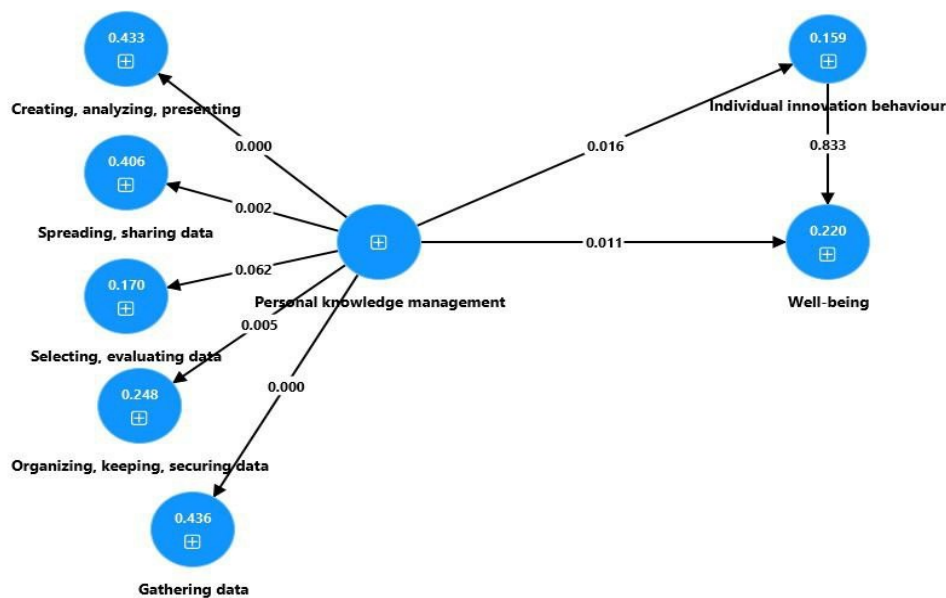 0.433
Creating, analyzing, presenting
0.000
0.406
Spreading, sharing data
0.002
0.170
Selecting, evaluating data
0.062
0.248
Organizing, keeping, securing data
0.005
0.436
Gathering data
0.000
Personal knowledge management
0.016
0.011
0.159
Individual innovation behaviour
0.833
0.220
Well-being